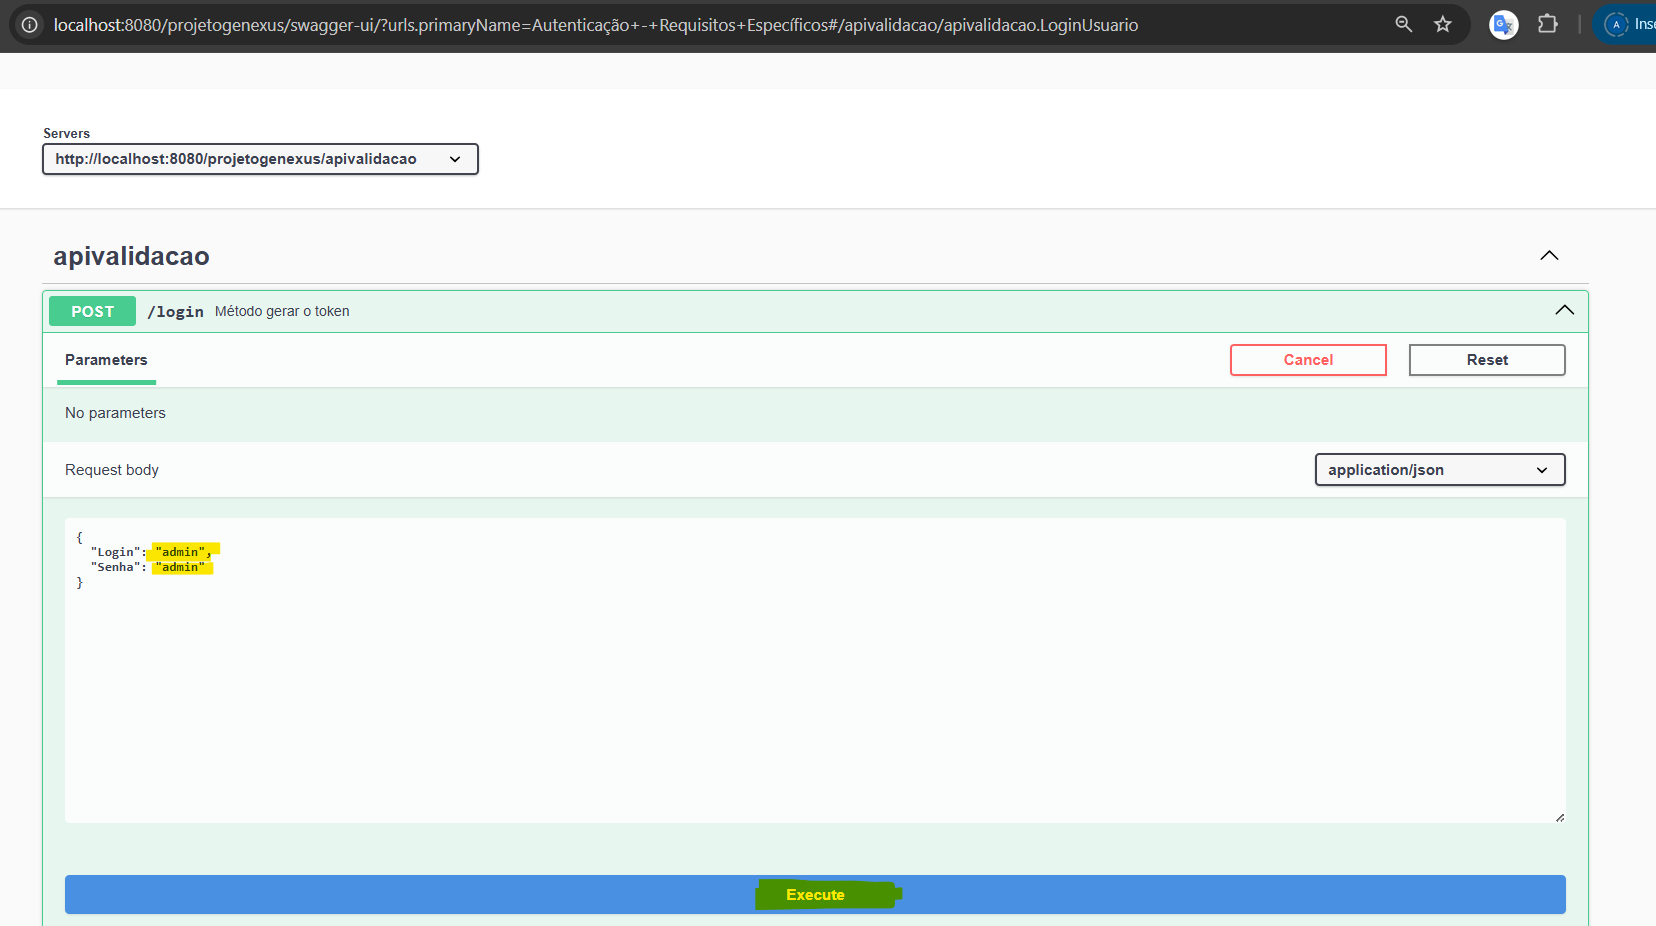 localhost:8080/projetogenexus/swagger-ui/?urls.primaryName=Autenticação+-+Requisitos+Específicos#/apivalidacao/apivalidacao.LoginUsuario
A
Servers
http://localhost:8080/projetogenexus/apivalidacao
apivalidacao
POST /login Método gerar o token
Parameters
Cancel
Reset
No parameters
Request body
application/json
{
"Login": "admin",
"Senha": "admin"
}
Execute